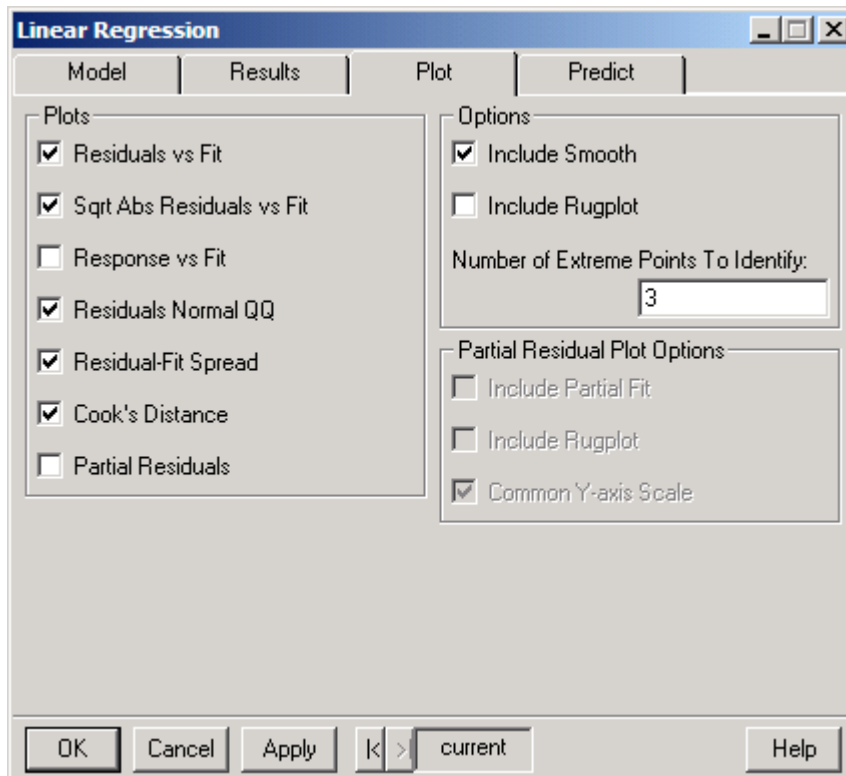 Linear Regression
Model
Results
Plot
Predict
Plots
Residuals vs Fit
Sqrt Abs Residuals vs Fit
Response vs Fit
Residuals Normal QQ
Residual-Fit Spread
Cook's Distance
Partial Residuals
Options
Include Smooth
Include Rugplot
Number of Extreme Points To Identify:
3
Partial Residual Plot Options
Include Partial Fit
Include Rugplot
Common Y-axis Scale
OK
Cancel
Apply
current
Help